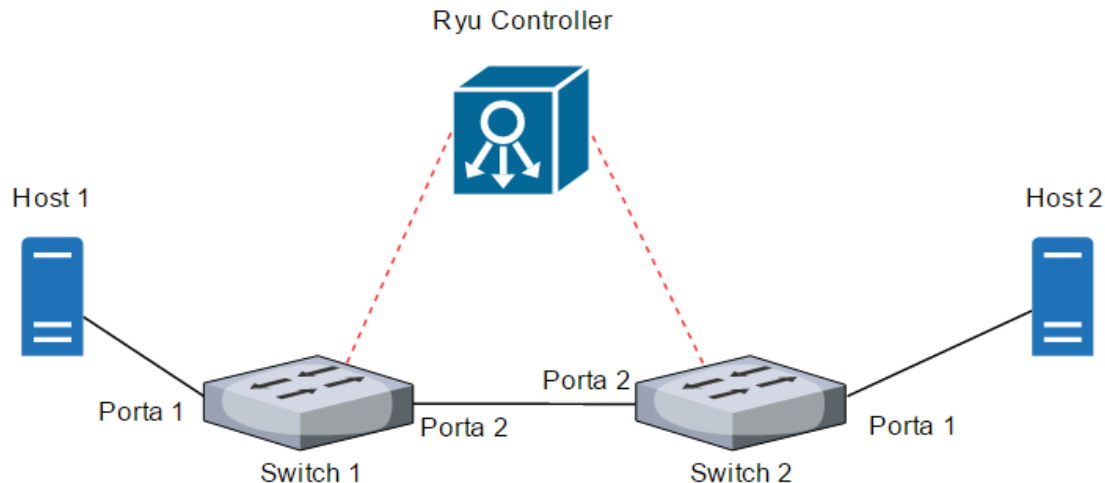 Ryu Controller
Host 1
Host 2
Porta 2
Porta 1
Porta 2
Porta 1
Switch 1
Switch 2